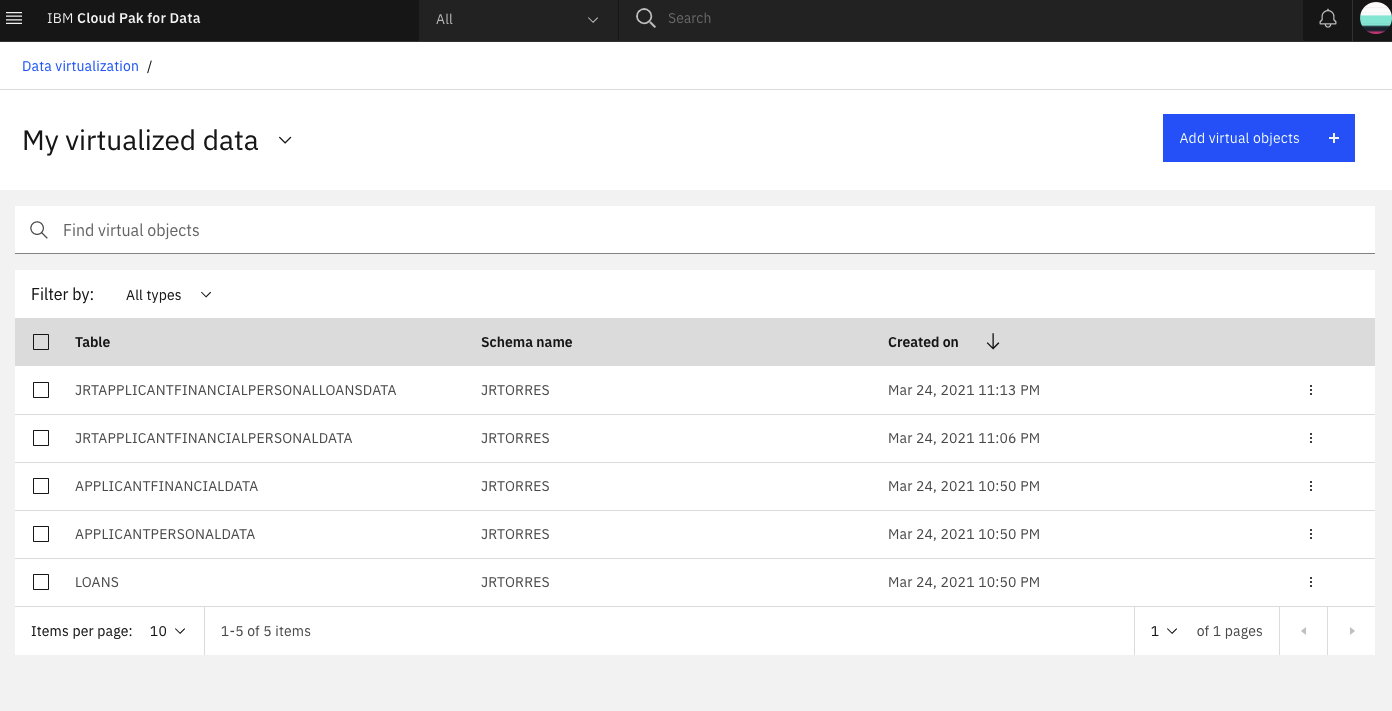 IBM Cloud Pak for Data All Search
Data virtualization /
My virtualized data
Add virtual objects +
Find virtual objects
Filter by: All types
Table Schema name Created on
JRTAPPLICANTFINANCIALPERSONALLOANSDATA JRTORRES Mar 24, 2021 11:13 PM
JRTAPPLICANTFINANCIALPERSONALDATA JRTORRES Mar 24, 2021 11:06 PM
APPLICANTFINANCIALDATA JRTORRES Mar 24, 2021 10:50 PM
APPLICANTPERSONALDATA JRTORRES Mar 24, 2021 10:50 PM
LOANS JRTORRES Mar 24, 2021 10:50 PM
Items per page: 10 1-5 of 5 items 1 of 1 pages